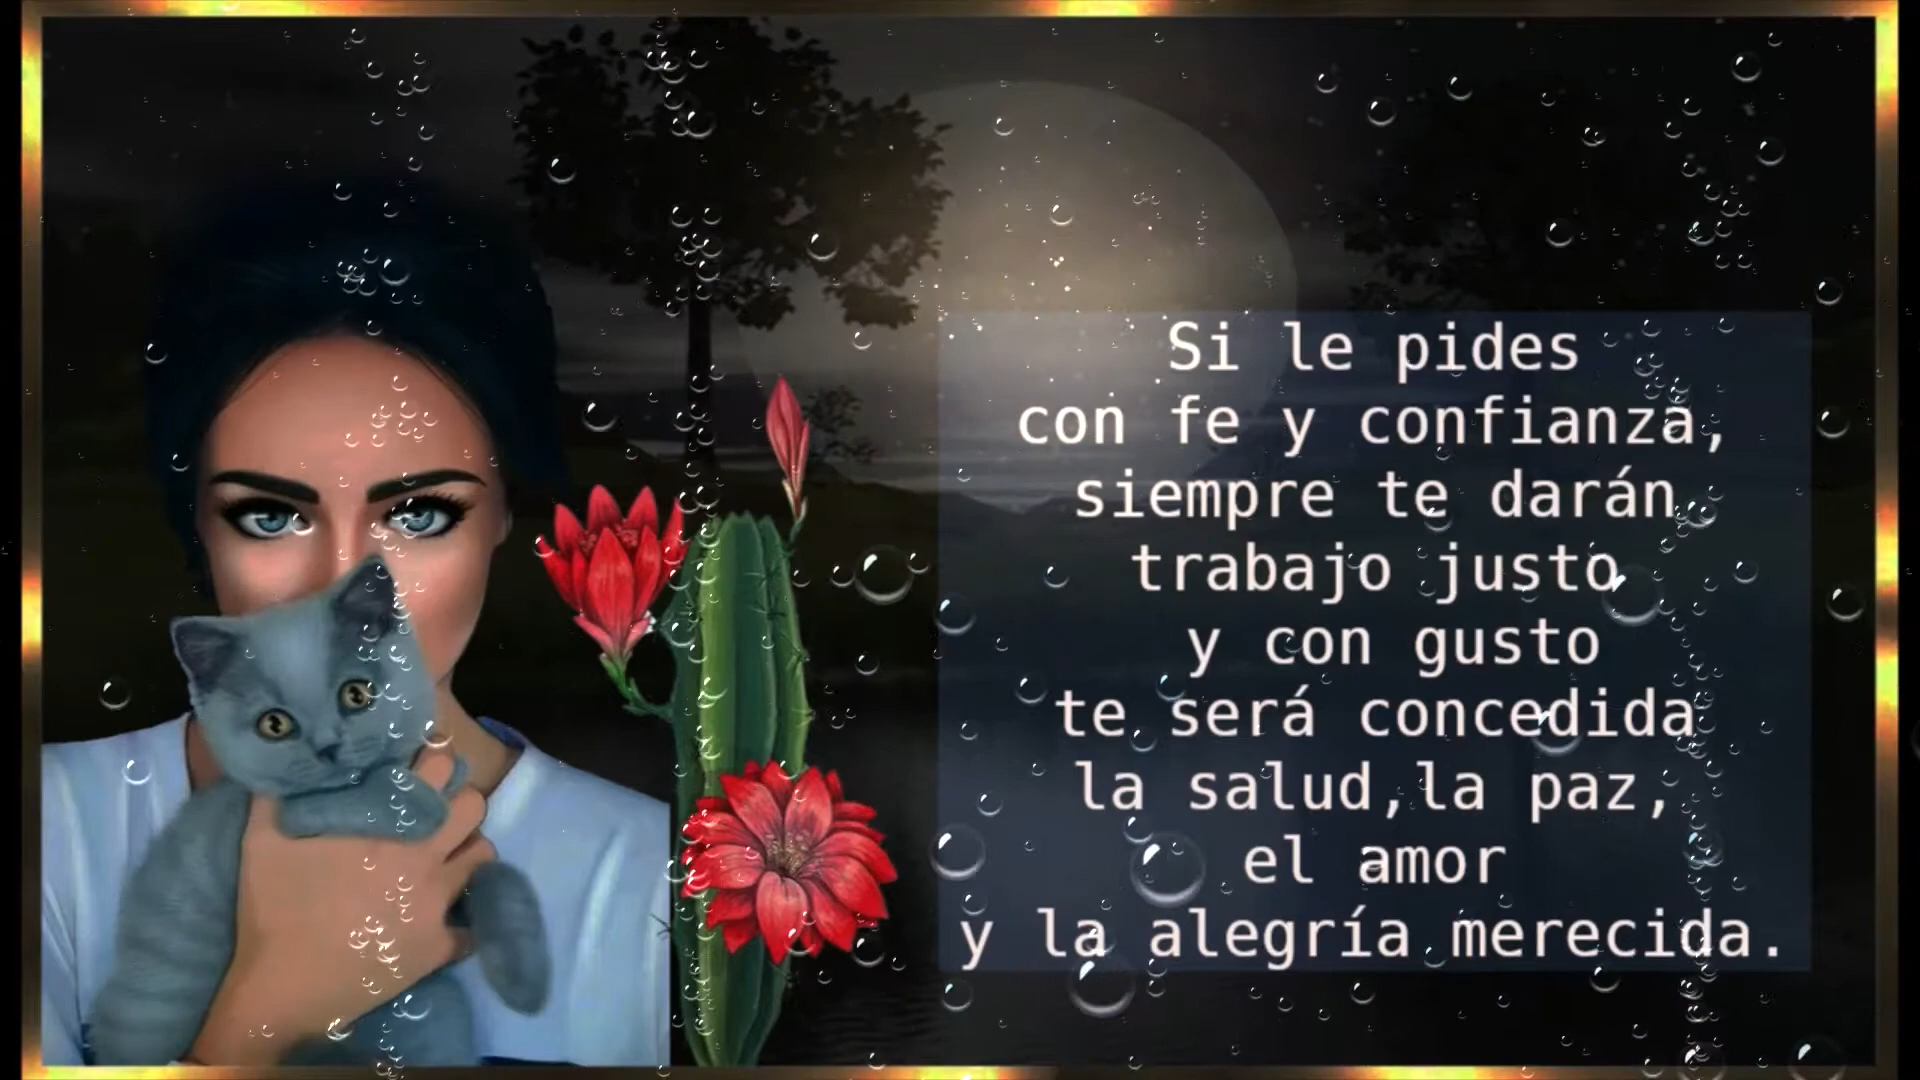 Si le pides
con fe y confianza,
siempre te darán
trabajo justo
y con gusto
te será concedida
la salud,la paz,
el amor
y la alegría merecida.